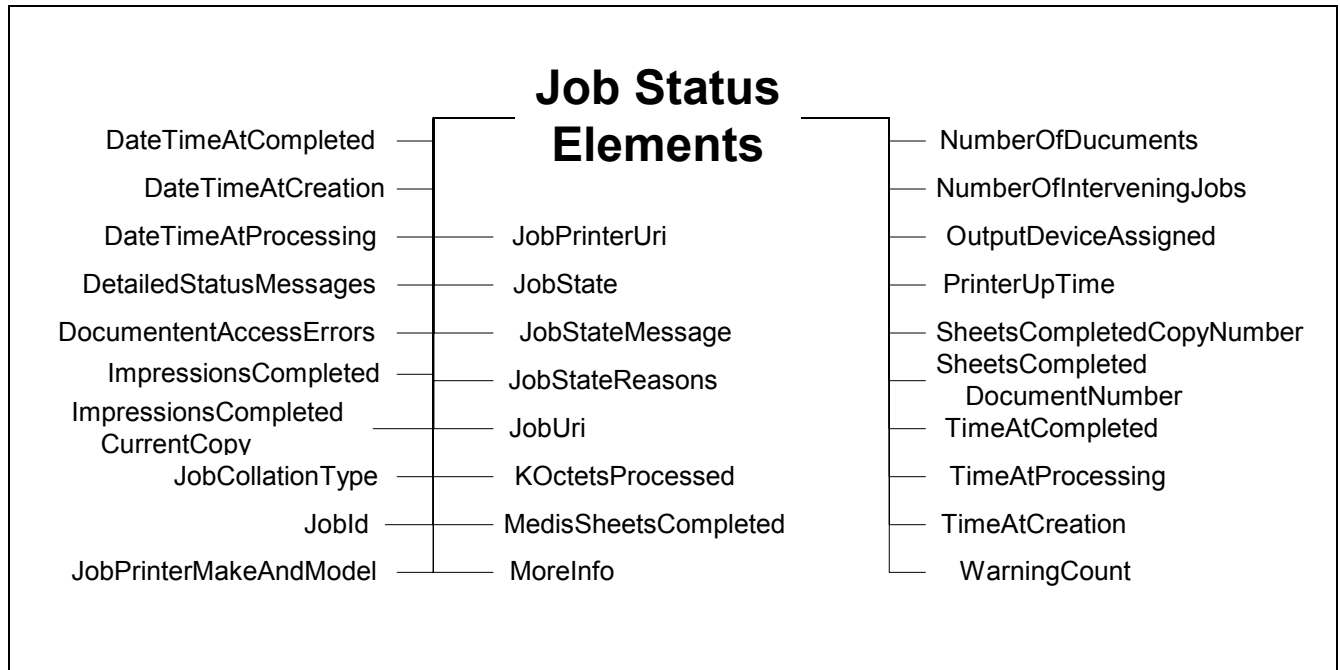 Job Status
Elements
DateTimeAtCompleted
DateTimeAtCreation
DateTimeAtProcessing
DetailedStatusMessages
DocumententAccessErrors
ImpressionsCompleted
ImpressionsCompleted
CurrentCopy
JobCollationType
JobId
JobPrinterMakeAndModel
JobPrinterUri
JobState
JobStateMessage
JobStateReasons
JobUri
KOctetsProcessed
MedisSheetsCompleted
MoreInfo
NumberOfDucuments
NumberOfInterveningJobs
OutputDeviceAssigned
PrinterUpTime
SheetsCompletedCopyNumber
SheetsCompleted
DocumentNumber
TimeAtCompleted
TimeAtProcessing
TimeAtCreation
WarningCount